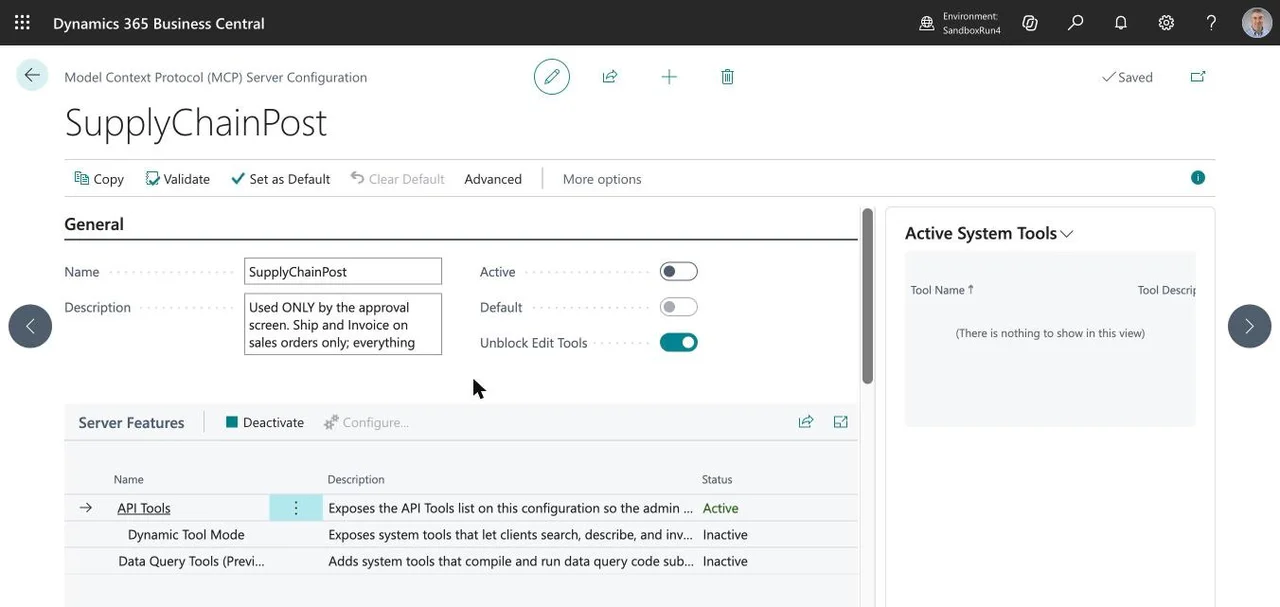 Dynamics 365 Business Central
Environment:
SandboxRun4
?
Model Context Protocol (MCP) Server Configuration
Saved
SupplyChainPost
Copy Validate Set as Default Clear Default Advanced More options
General
Name SupplyChainPost Active
Description Used ONLY by the approval Default
screen. Ship and Invoice on
sales orders only; everything Unblock Edit Tools
Active System Tools
Tool Name ↑ Tool Descrip
(There is nothing to show in this view)
Server Features Deactivate Configure...
Name Description Status
API Tools Exposes the API Tools list on this configuration so the admin ... Active
Dynamic Tool Mode Exposes system tools that let clients search, describe, and inv... Inactive
Data Query Tools (Previ... Adds system tools that compile and run data query code sub... Inactive